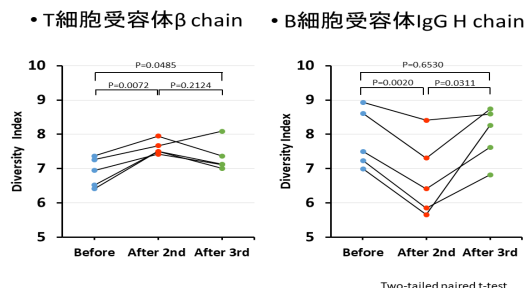 • T細胞受容体β chain
P=0.0485
P=0.0072
P=0.2124
Diversity Index
10
9
8
7
6
5
Before After 2nd After 3rd
• B細胞受容体IgG H chain
P=0.6530
P=0.0020
P=0.0311
Diversity Index
10
9
8
7
6
5
Before After 2nd After 3rd
Two-tailed paired t-test